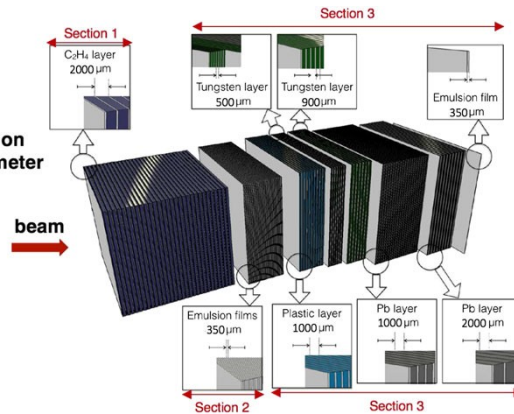 Section 1
Section 3
C₂H₄ layer
2000 μm
Tungsten layer
500 μm
Tungsten layer
900 μm
Emulsion film
350 μm
on
meter
beam
Emulsion films
350 μm
Plastic layer
1000 μm
Pb layer
1000 μm
Pb layer
2000 μm
Section 2
Section 3